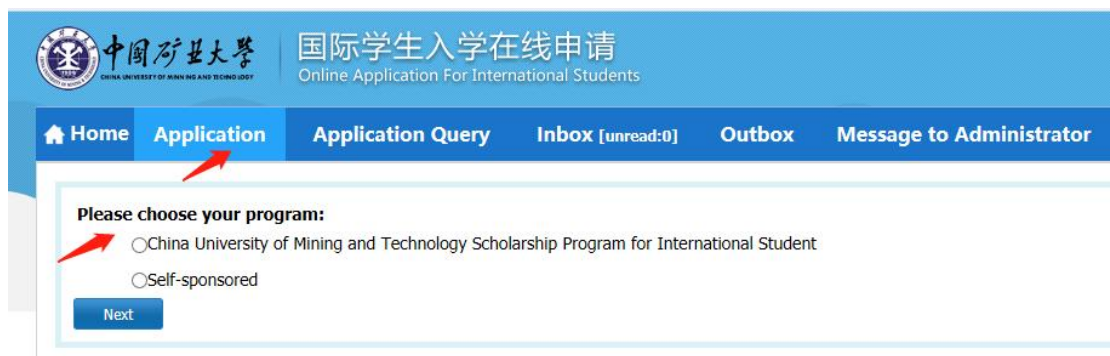 中国矿业大学
CHINA UNIVERSITY OF MINING AND TECHNOLOGY
1909
国际学生入学在线申请
Online Application For International Students
Home Application Application Query Inbox [unread:0] Outbox Message to Administrator
Please choose your program:
China University of Mining and Technology Scholarship Program for International Student
Self-sponsored
Next